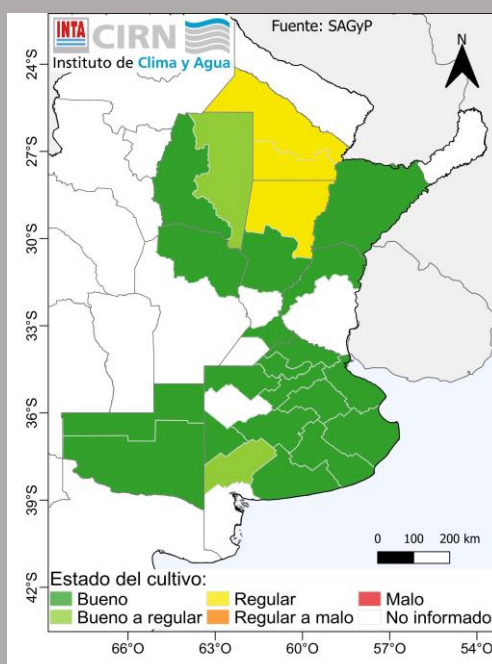 INTA CIRN
Instituto de Clima y Agua
Fuente: SAGyP
N
24°S
27°S
30°S
33°S
36°S
39°S
42°S
0 100 200 km
Estado del cultivo:
Bueno Regular Malo
Bueno a regular Regular a malo No informado
66°O 63°O 60°O 57°O 54°O